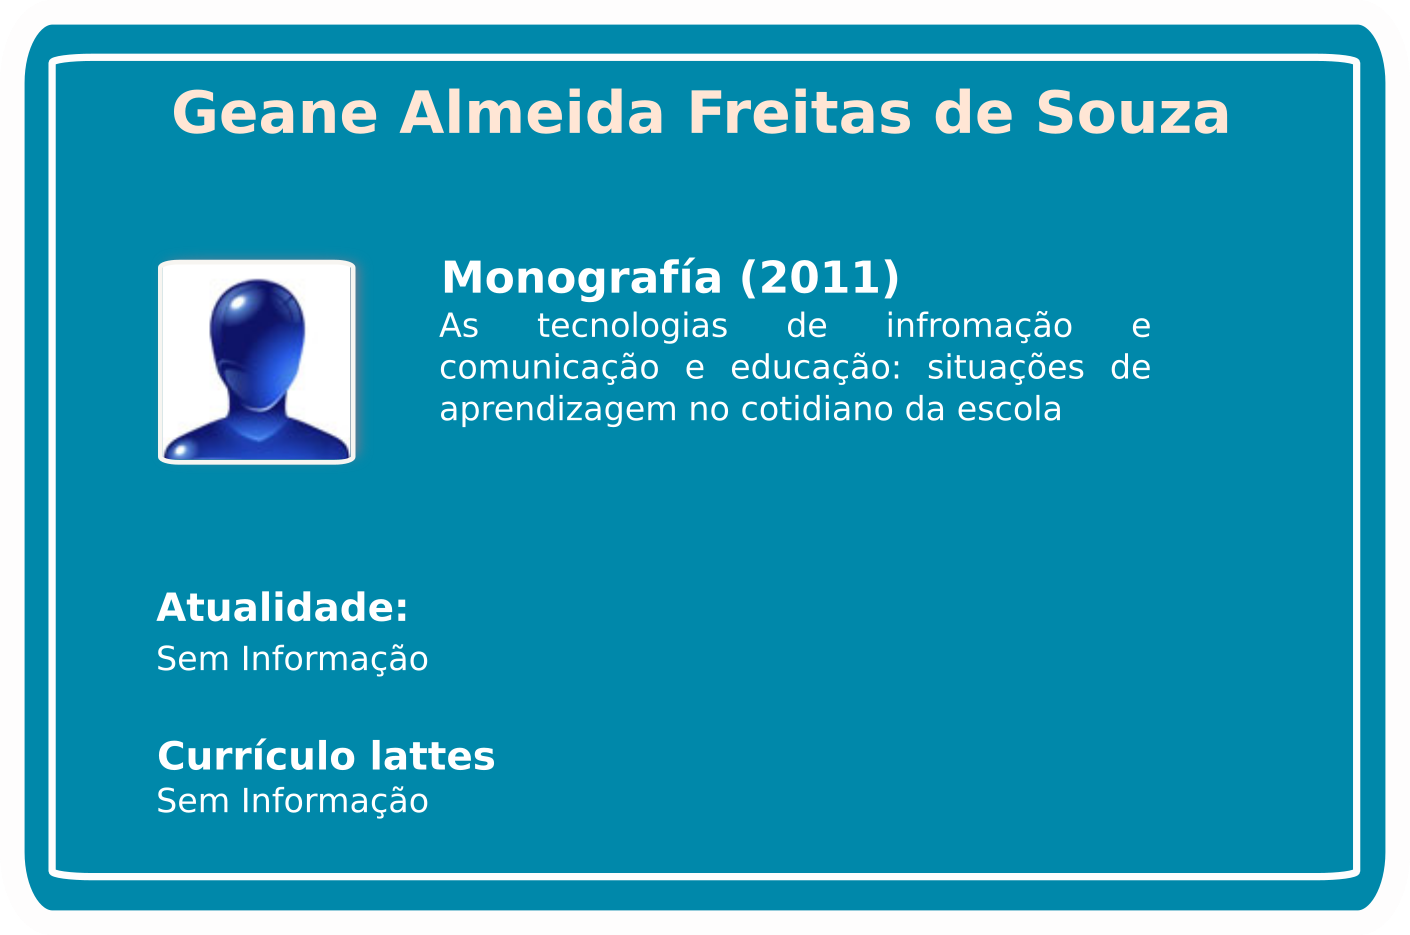 Geane Almeida Freitas de Souza
Monografía (2011)
As tecnologias de infromação e
comunicação e educação: situações de
aprendizagem no cotidiano da escola
Atualidade:
Sem Informação
Currículo lattes
Sem Informação